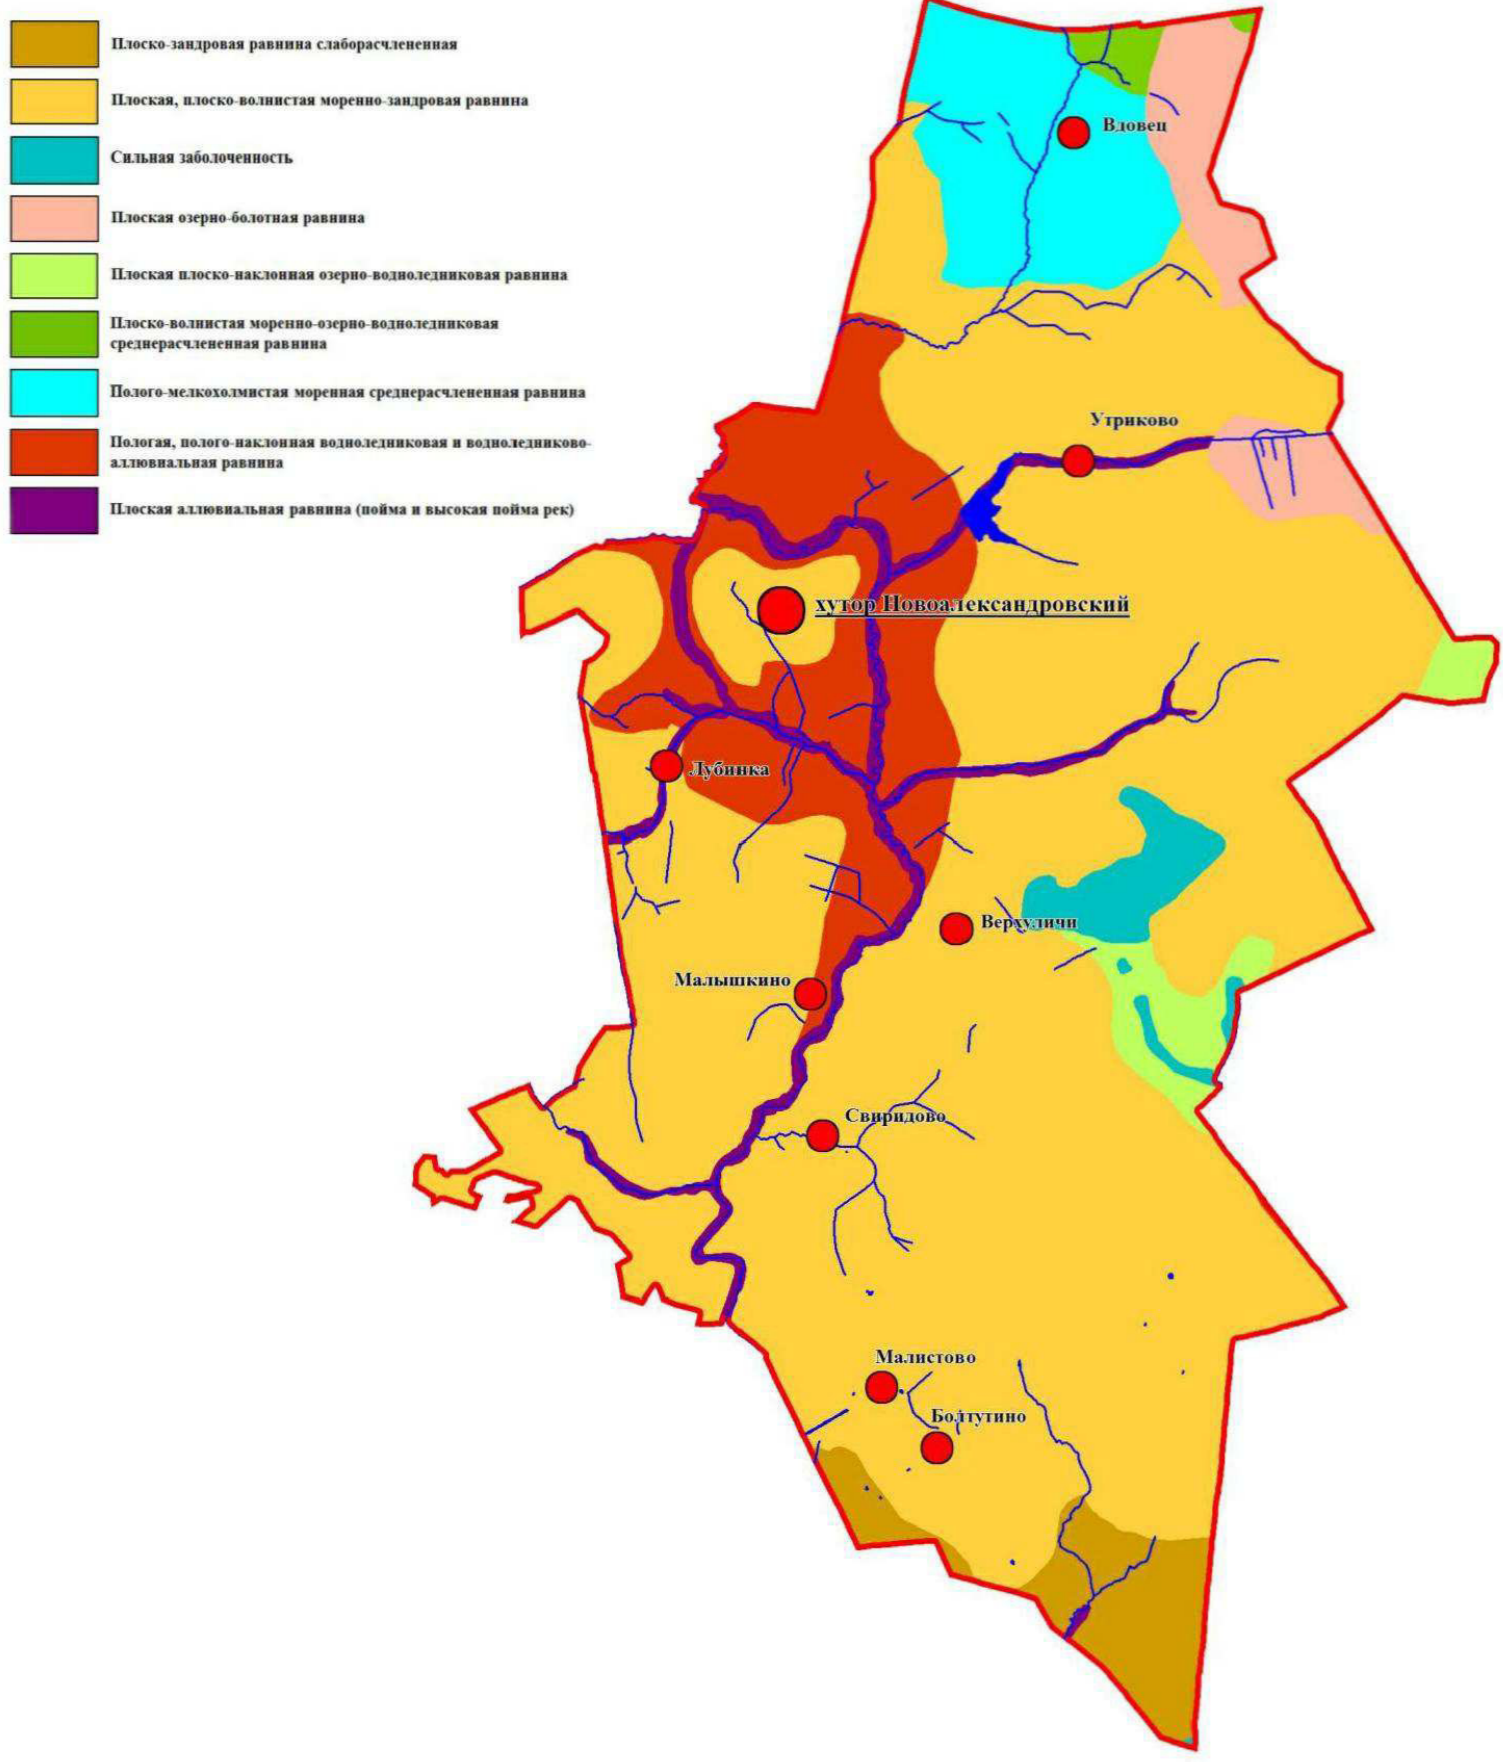 Плоско-зандровая равнина слаборасчлененная
Плоская, плоско-волнистая моренно-зандровая равнина
Сильная заболоченность
Плоская озерно-болотная равнина
Плоская плоско-наклонная озерно-водноледниковая равнина
Плоско-волнистая моренно-озерно-водноледниковая
среднерасчлененная равнина
Полого-мелкохолмистая моренная среднерасчлененная равнина
Пологая, полого-наклонная водноледниковая и водноледниково-
аллювиальная равнина
Плоская аллювиальная равнина (пойма и высокая пойма рек)
Вдовец
Утриково
хутор Новоалександровский
Лубинка
Верхуличи
Малышкино
Свиридово
Малистово
Болтутино